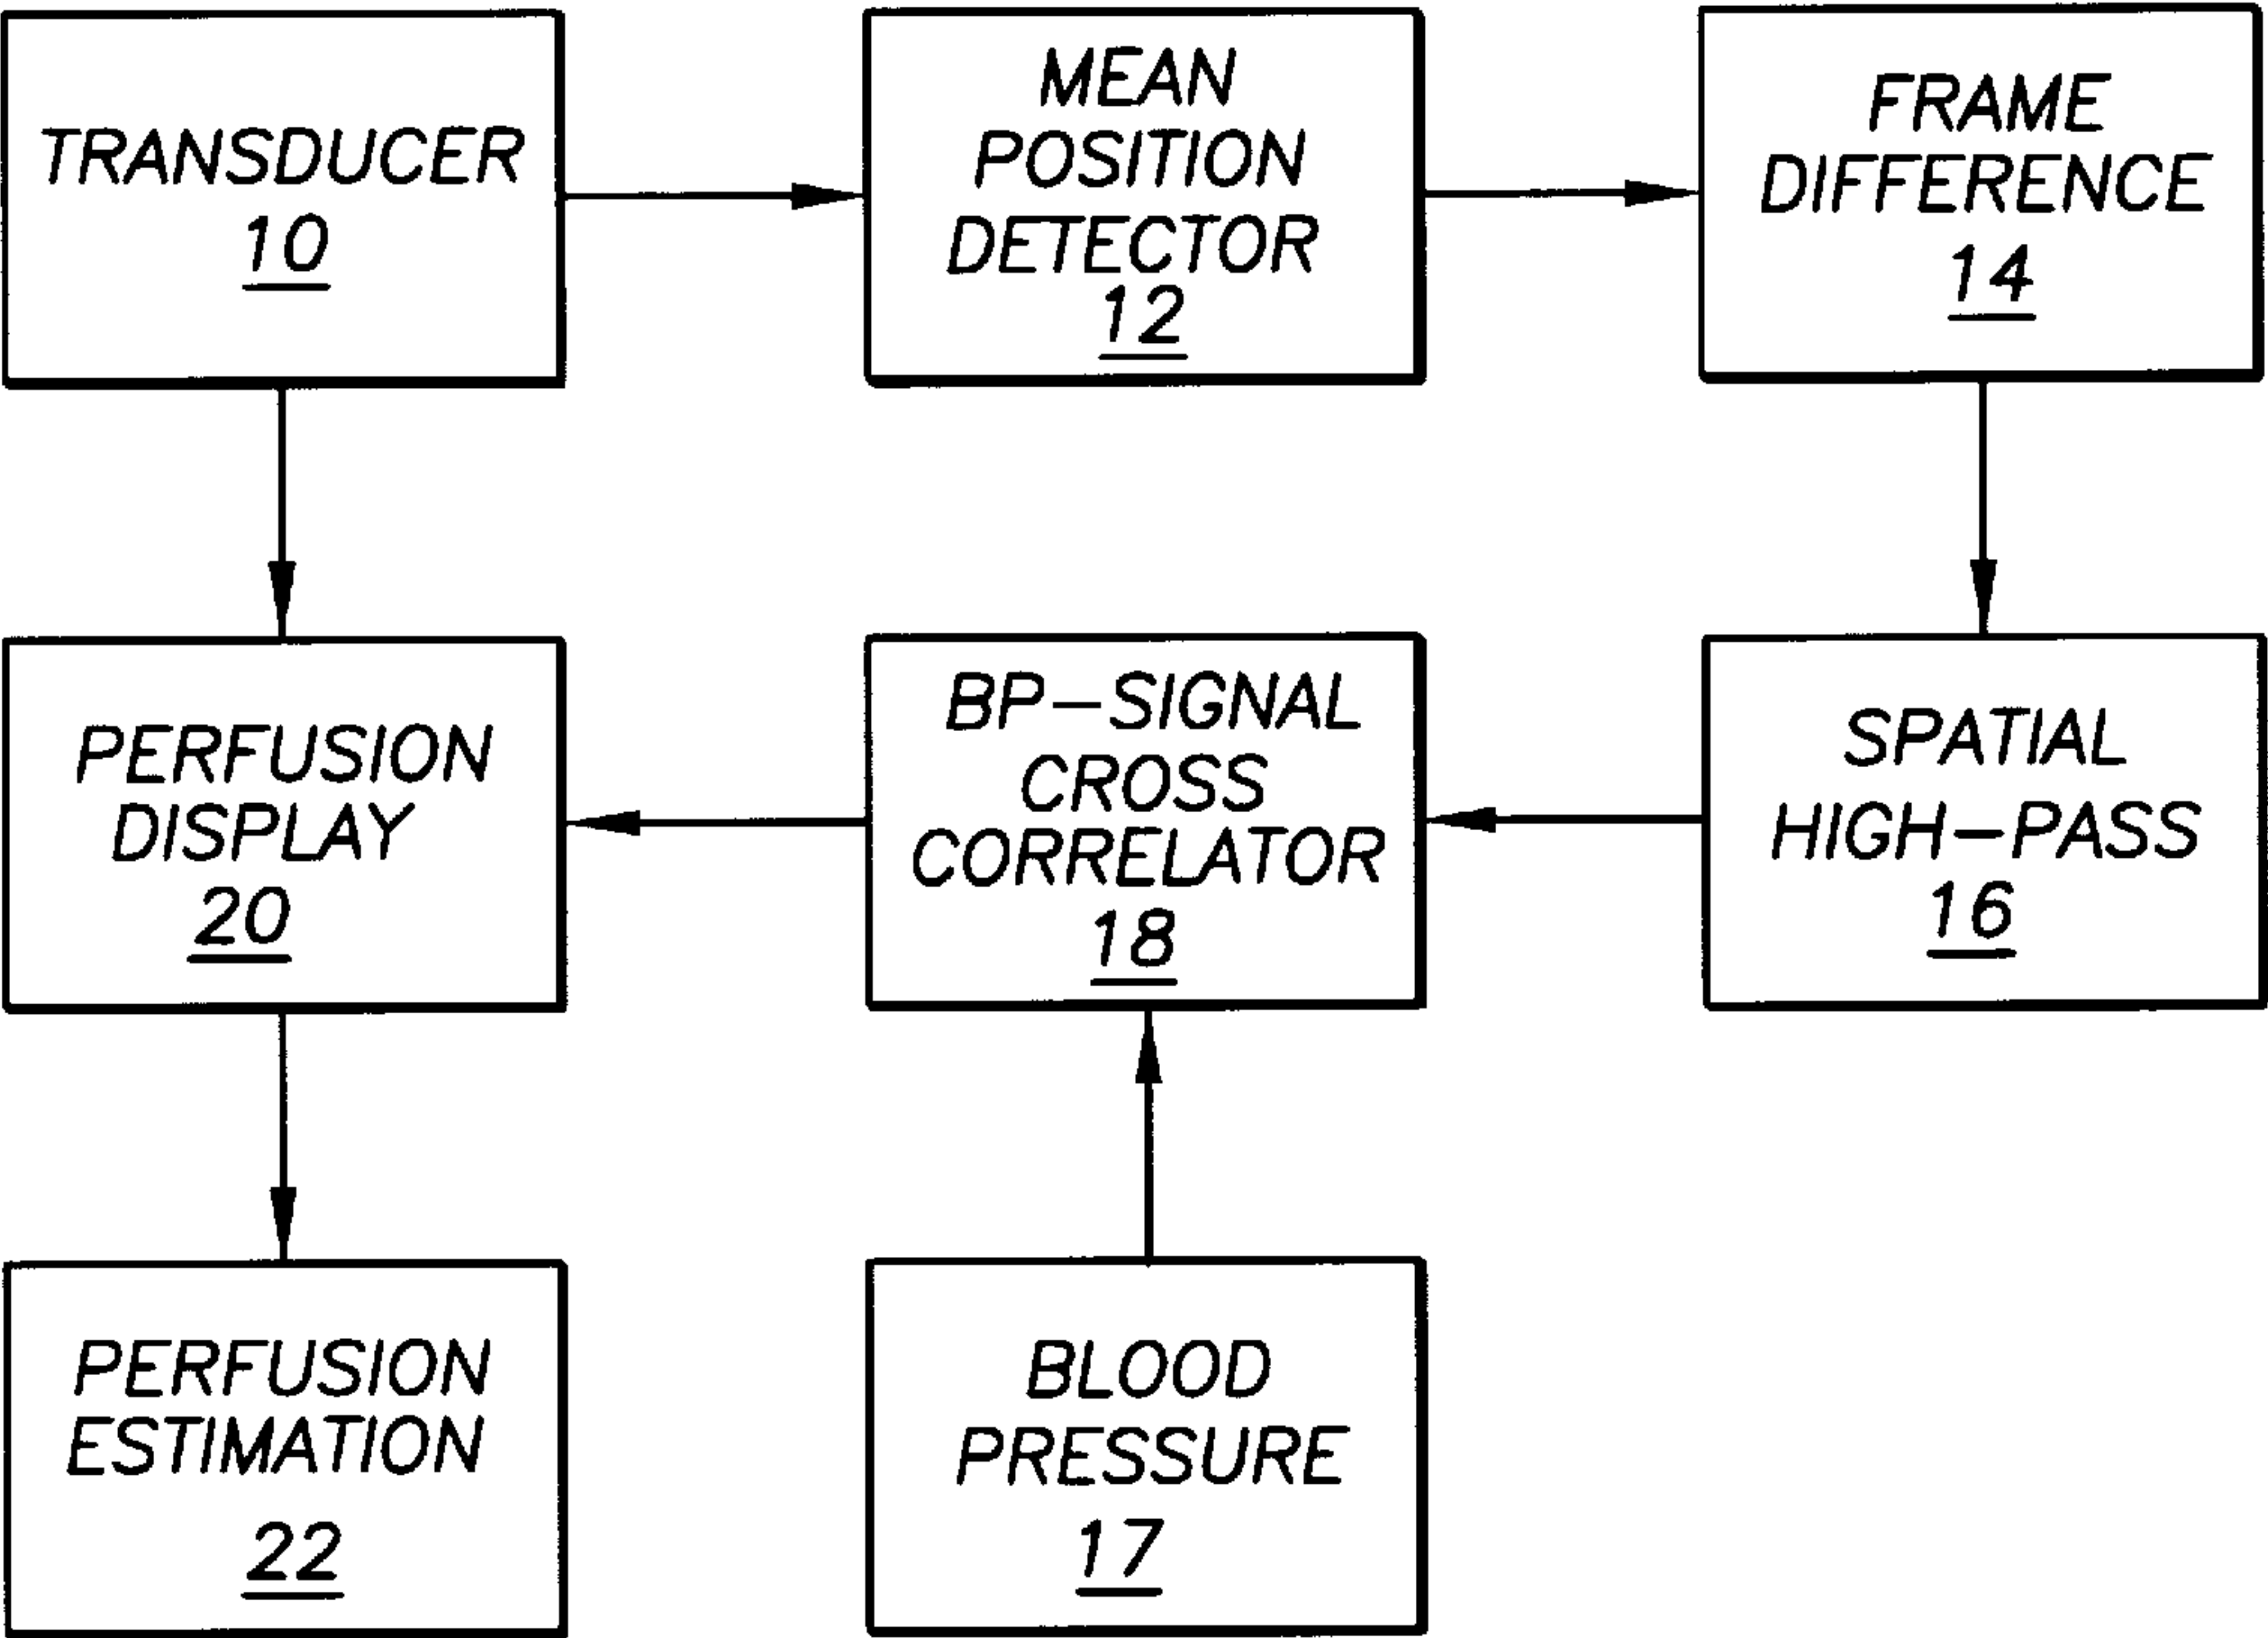 TRANSDUCER
10
MEAN
POSITION
DETECTOR
12
FRAME
DIFFERENCE
14
PERFUSION
DISPLAY
20
BP-SIGNAL
CROSS
CORRELATOR
18
SPATIAL
HIGH-PASS
16
PERFUSION
ESTIMATION
22
BLOOD
PRESSURE
17